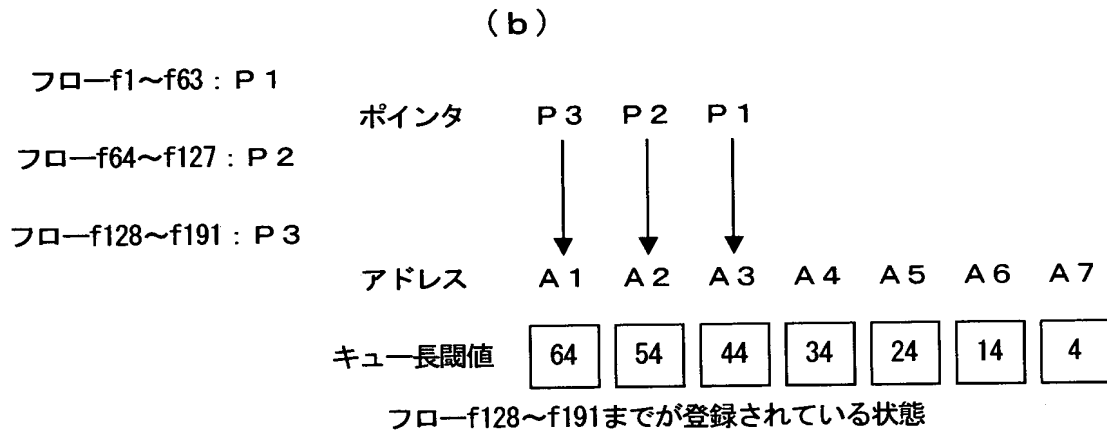 (b)
フローf1～f63：P1
ポインタ P3 P2 P1
フローf64～f127：P2
フローf128～f191：P3
アドレス A1 A2 A3 A4 A5 A6 A7
キュー長閾値 64 54 44 34 24 14 4
フローf128～f191までが登録されている状態